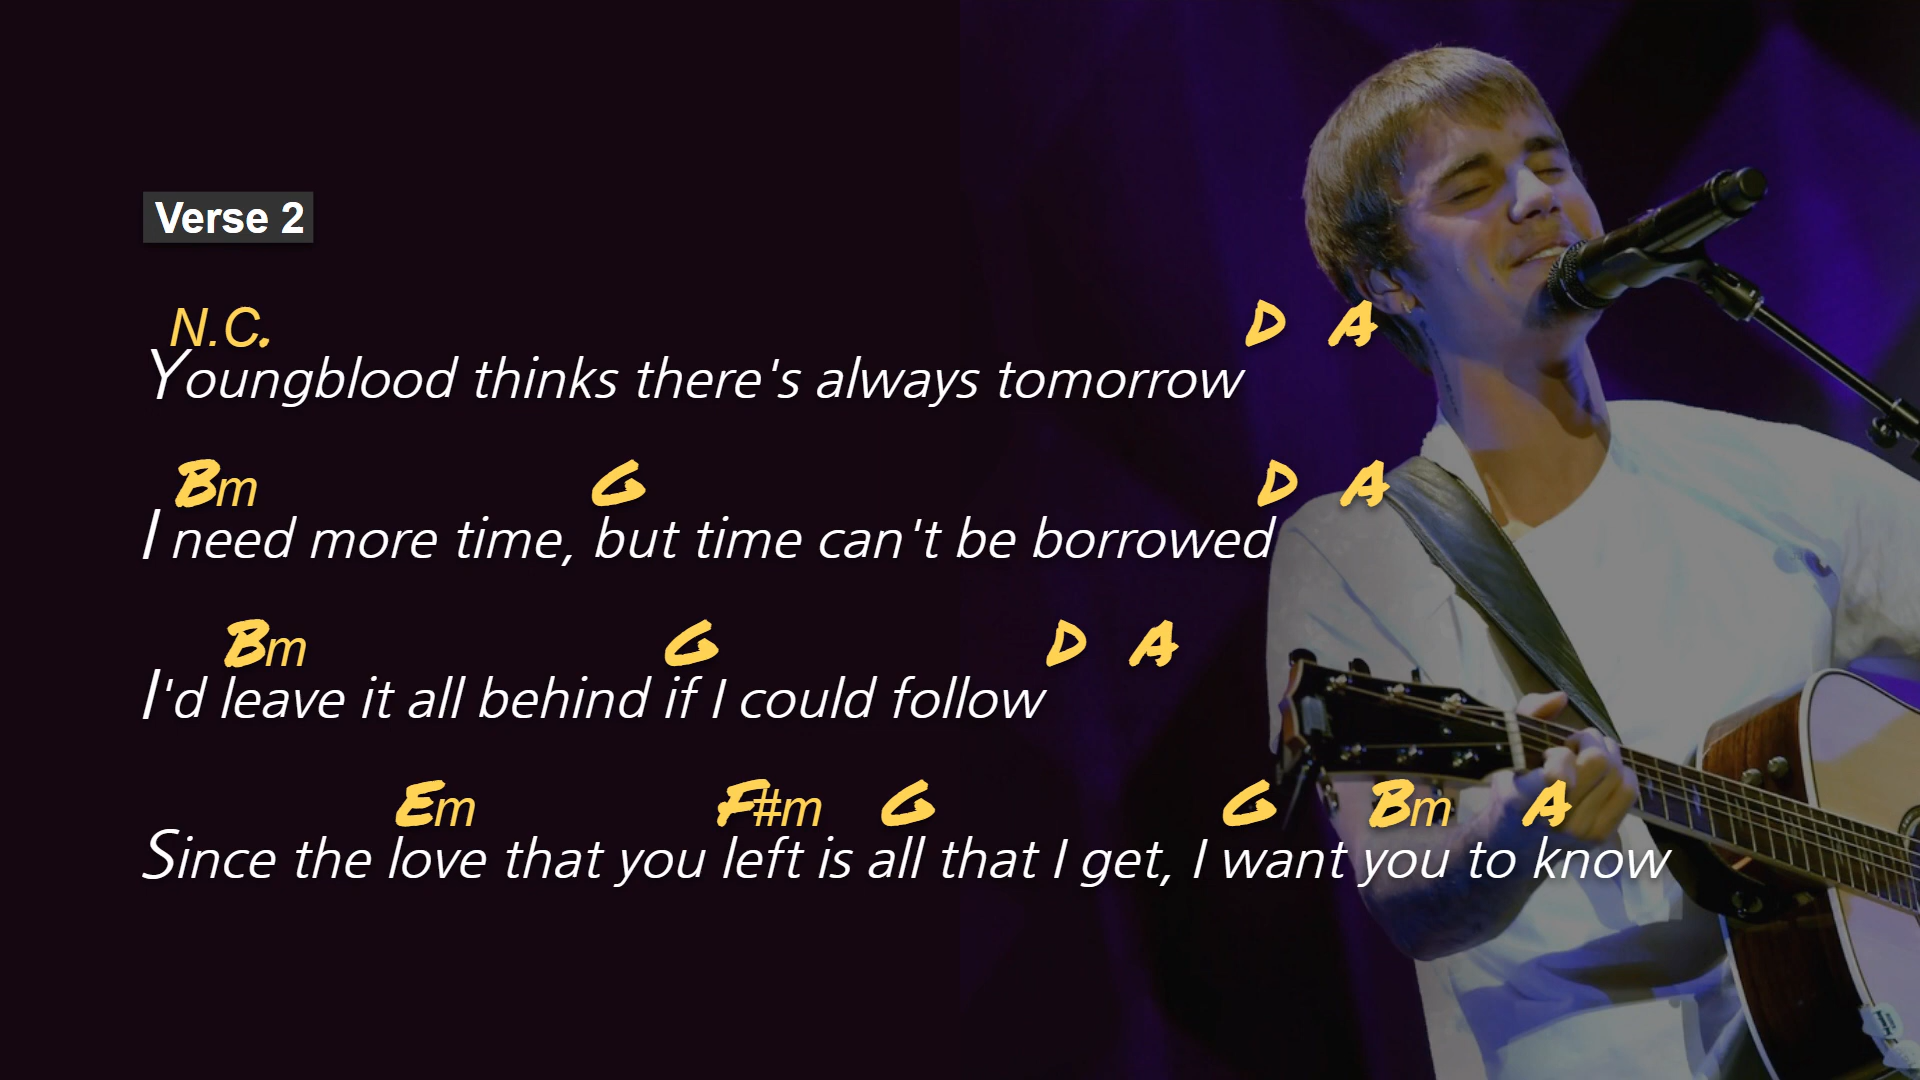 Verse 2
N.C. D A
Youngblood thinks there's always tomorrow
Bm G D A
I need more time, but time can't be borrowed
Bm G D A
I'd leave it all behind if I could follow
Em F#m G G Bm A
Since the love that you left is all that I get, I want you to know